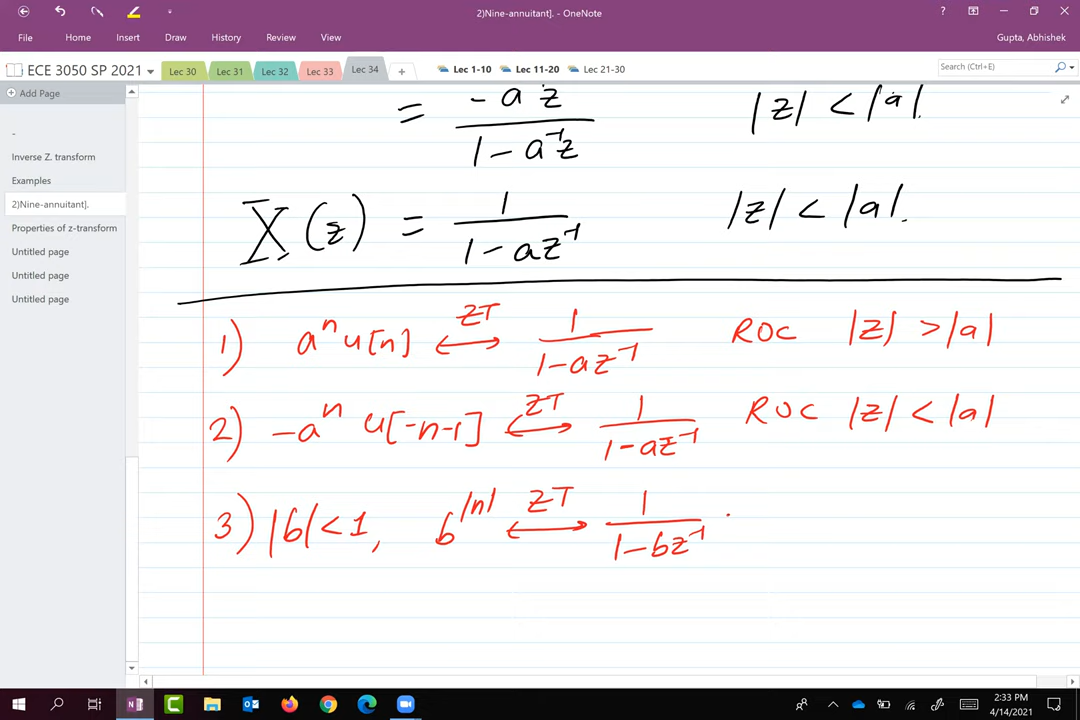 2)Nine-annuitant]. - OneNote
File Home Insert Draw History Review View Gupta, Abhishek
ECE 3050 SP 2021 Lec 30 Lec 31 Lec 32 Lec 33 Lec 34 + Lec 1-10 Lec 11-20 Lec 21-30 Search (Ctrl+E)
Add Page
-
Inverse Z. transform
Examples
2)Nine-annuitant].
Properties of z-transform
Untitled page
Untitled page
Untitled page
= -a⁻¹z / (1 - a⁻¹z) |z| < |a|.
X(z) = 1 / (1 - az⁻¹) |z| < |a|.
1) aⁿu[n] <-ZT-> 1 / (1-az⁻¹) ROC |z| > |a|
2) -aⁿ u[-n-1] <-ZT-> 1 / (1-az⁻¹) ROC |z| < |a|
3) |b| < 1, b^|n| <-ZT-> 1 / (1-bz⁻¹)
2:33 PM
4/14/2021